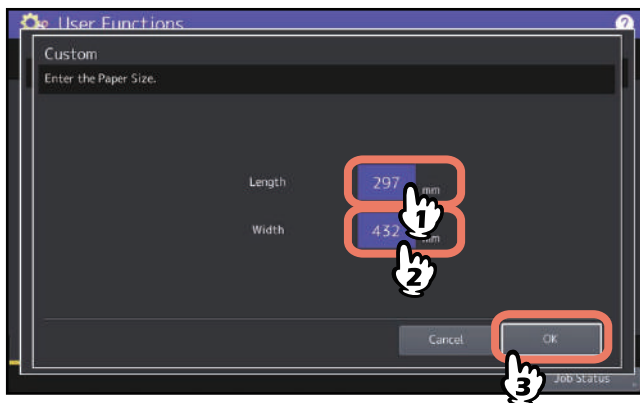 User Functions ?
Custom
Enter the Paper Size.
Length 297 mm
1
Width 432 mm
2
Cancel OK
3
Job Status